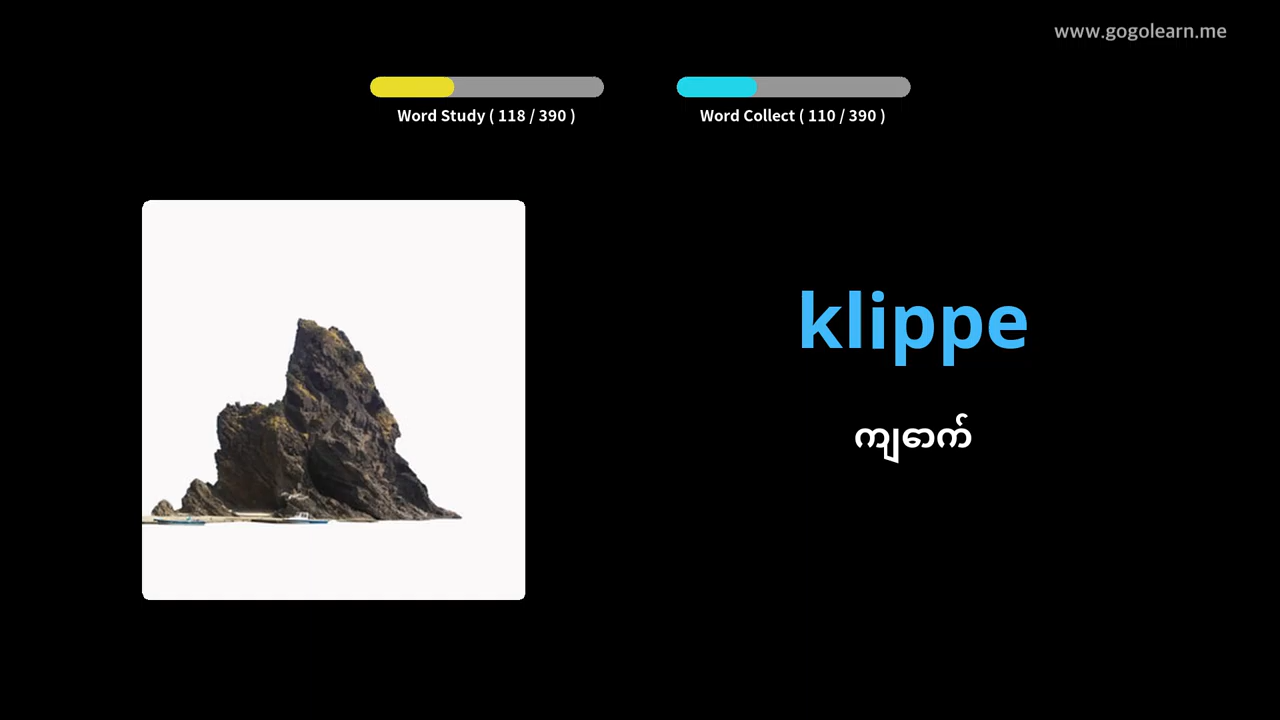 www.gogolearn.me
Word Study ( 118 / 390 )
Word Collect ( 110 / 390 )
klippe
ကျောက်